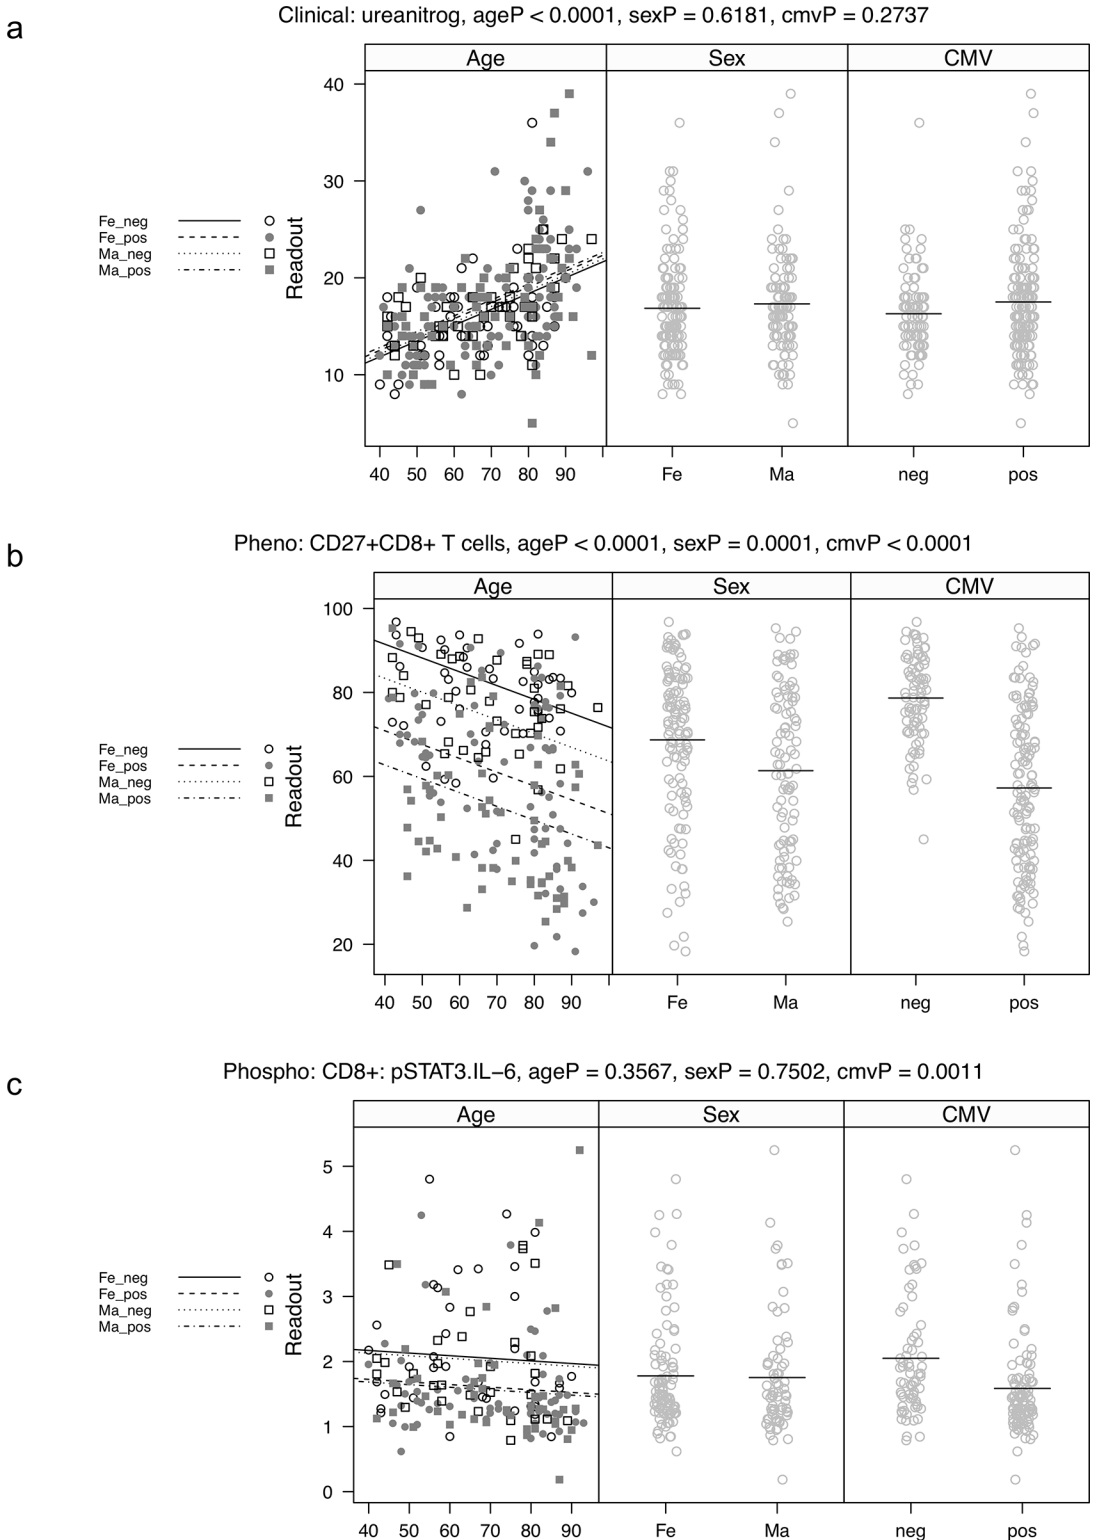 a
Clinical: ureanitrog, ageP < 0.0001, sexP = 0.6181, cmvP = 0.2737
Age Sex CMV
40
30
20
10
Readout
Fe_neg
Fe_pos
Ma_neg
Ma_pos
40 50 60 70 80 90 Fe Ma neg pos
b
Pheno: CD27+CD8+ T cells, ageP < 0.0001, sexP = 0.0001, cmvP < 0.0001
Age Sex CMV
100
80
60
40
20
Readout
Fe_neg
Fe_pos
Ma_neg
Ma_pos
40 50 60 70 80 90 Fe Ma neg pos
c
Phospho: CD8+: pSTAT3.IL−6, ageP = 0.3567, sexP = 0.7502, cmvP = 0.0011
Age Sex CMV
5
4
3
2
1
0
Readout
Fe_neg
Fe_pos
Ma_neg
Ma_pos
40 50 60 70 80 90 Fe Ma neg pos